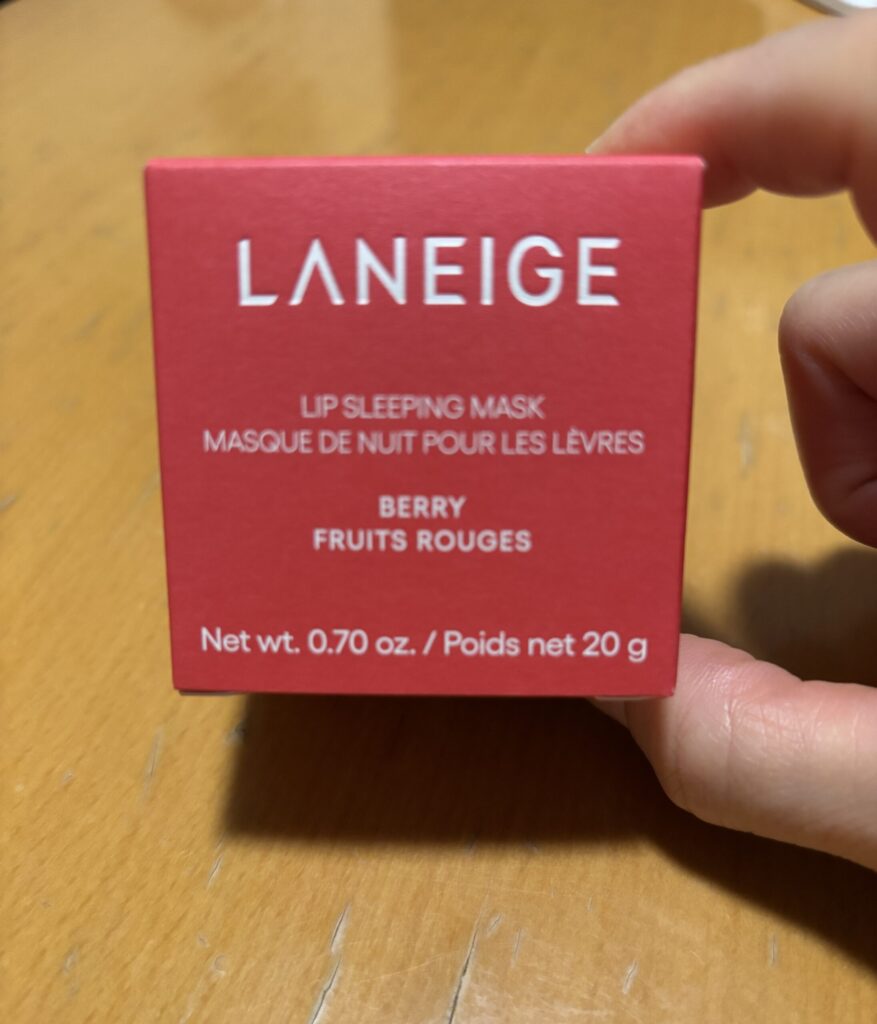 LANEIGE
LIP SLEEPING MASK
MASQUE DE NUIT POUR LES LÈVRES
BERRY
FRUITS ROUGES
Net wt. 0.70 oz. / Poids net 20 g